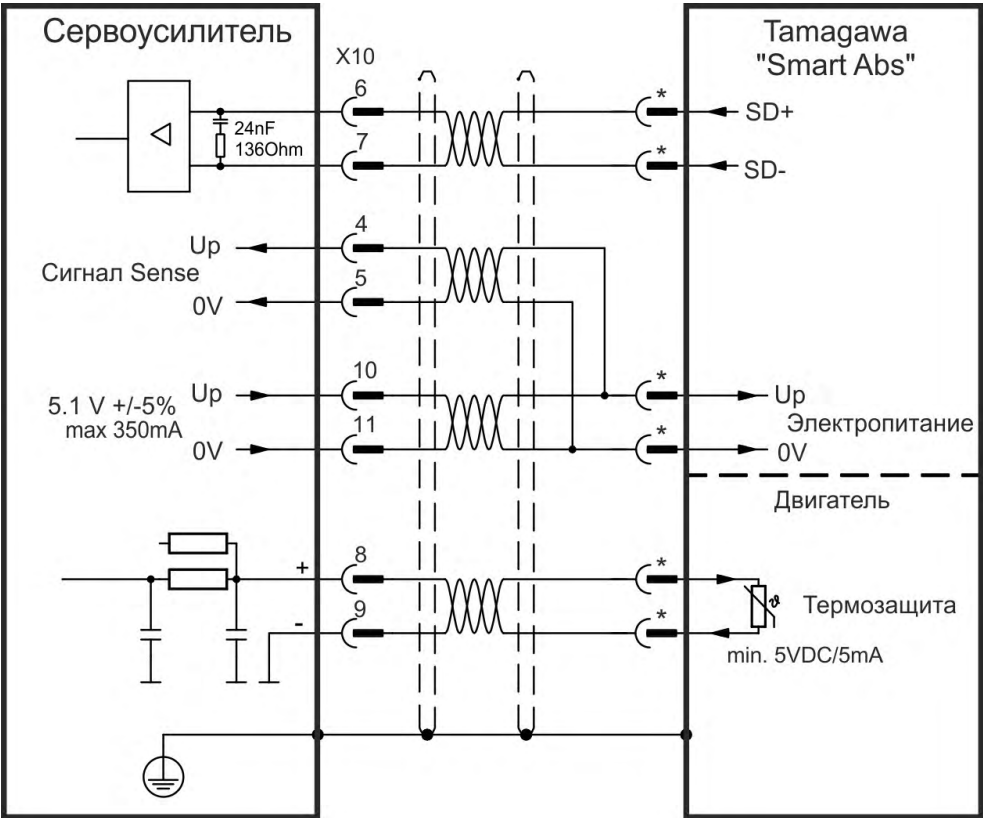 Сервоусилитель
X10
Tamagawa
"Smart Abs"
6
*
SD+
24nF
136Ohm
7
*
SD-
4
Up
Сигнал Sense
5
0V
10
*
Up
Up
5.1 V +/-5%
max 350mA
Электропитание
11
*
0V
0V
Двигатель
8
*
+
ϑ
Термозащита
9
*
-
min. 5VDC/5mA